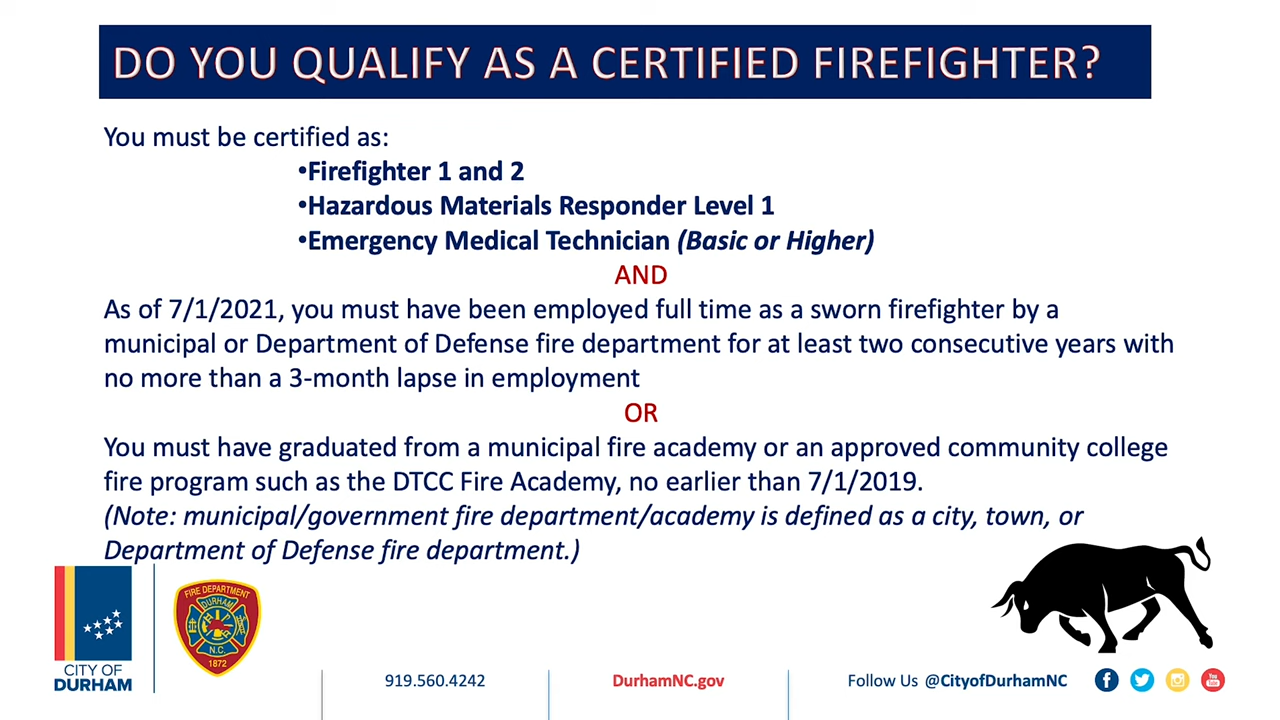 DO YOU QUALIFY AS A CERTIFIED FIREFIGHTER?
You must be certified as:
•Firefighter 1 and 2
•Hazardous Materials Responder Level 1
•Emergency Medical Technician (Basic or Higher)
AND
As of 7/1/2021, you must have been employed full time as a sworn firefighter by a
municipal or Department of Defense fire department for at least two consecutive years with
no more than a 3-month lapse in employment
OR
You must have graduated from a municipal fire academy or an approved community college
fire program such as the DTCC Fire Academy, no earlier than 7/1/2019.
(Note: municipal/government fire department/academy is defined as a city, town, or
Department of Defense fire department.)
CITY OF
DURHAM
FIRE DEPARTMENT
DURHAM
N.C.
1872
919.560.4242
DurhamNC.gov
Follow Us @CityofDurhamNC